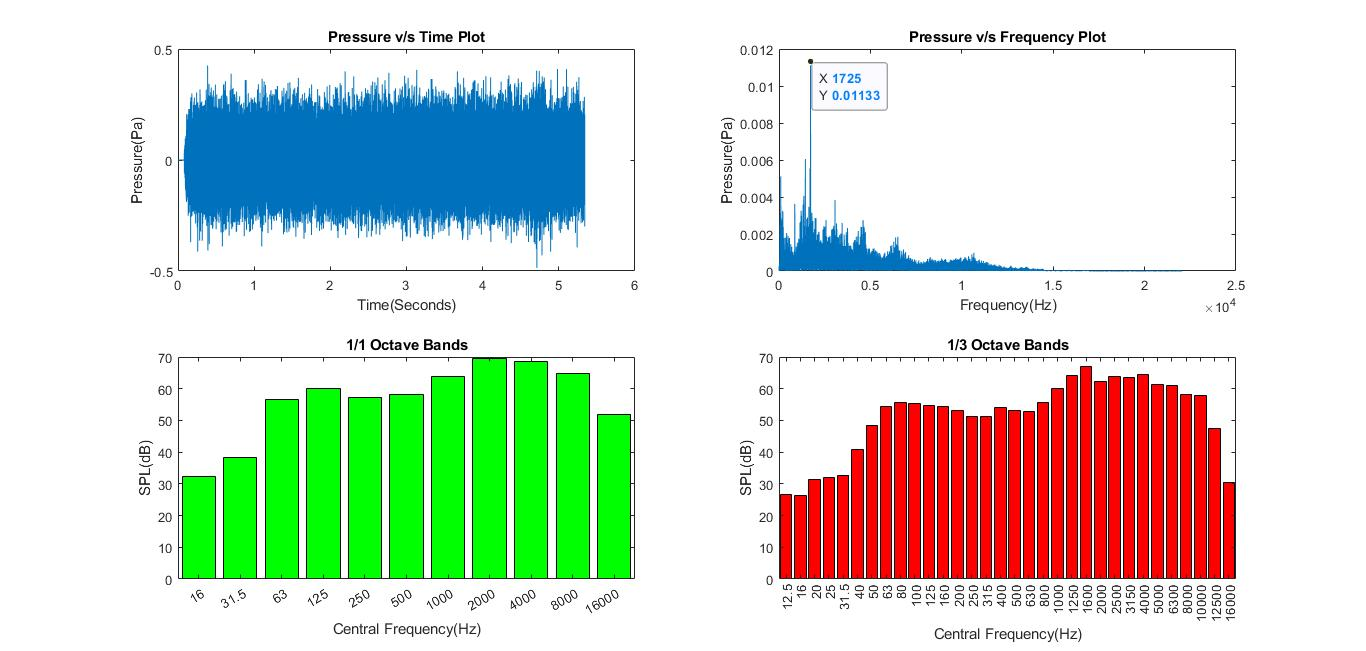 Pressure v/s Time Plot
0.5
0
-0.5
Pressure(Pa)
0 1 2 3 4 5 6
Time(Seconds)
Pressure v/s Frequency Plot
0.012
0.01
0.008
0.006
0.004
0.002
0
Pressure(Pa)
X 1725
Y 0.01133
0 0.5 1 1.5 2 2.5
×10^4
Frequency(Hz)
1/1 Octave Bands
70
60
50
40
30
20
10
0
SPL(dB)
16 31.5 63 125 250 500 1000 2000 4000 8000 16000
Central Frequency(Hz)
1/3 Octave Bands
70
60
50
40
30
20
10
0
SPL(dB)
12.5 16 20 25 31.5 40 50 63 80 100 125 160 200 250 315 400 500 630 800 1000 1250 1600 2000 2500 3150 4000 5000 6300 8000 10000 12500 16000
Central Frequency(Hz)